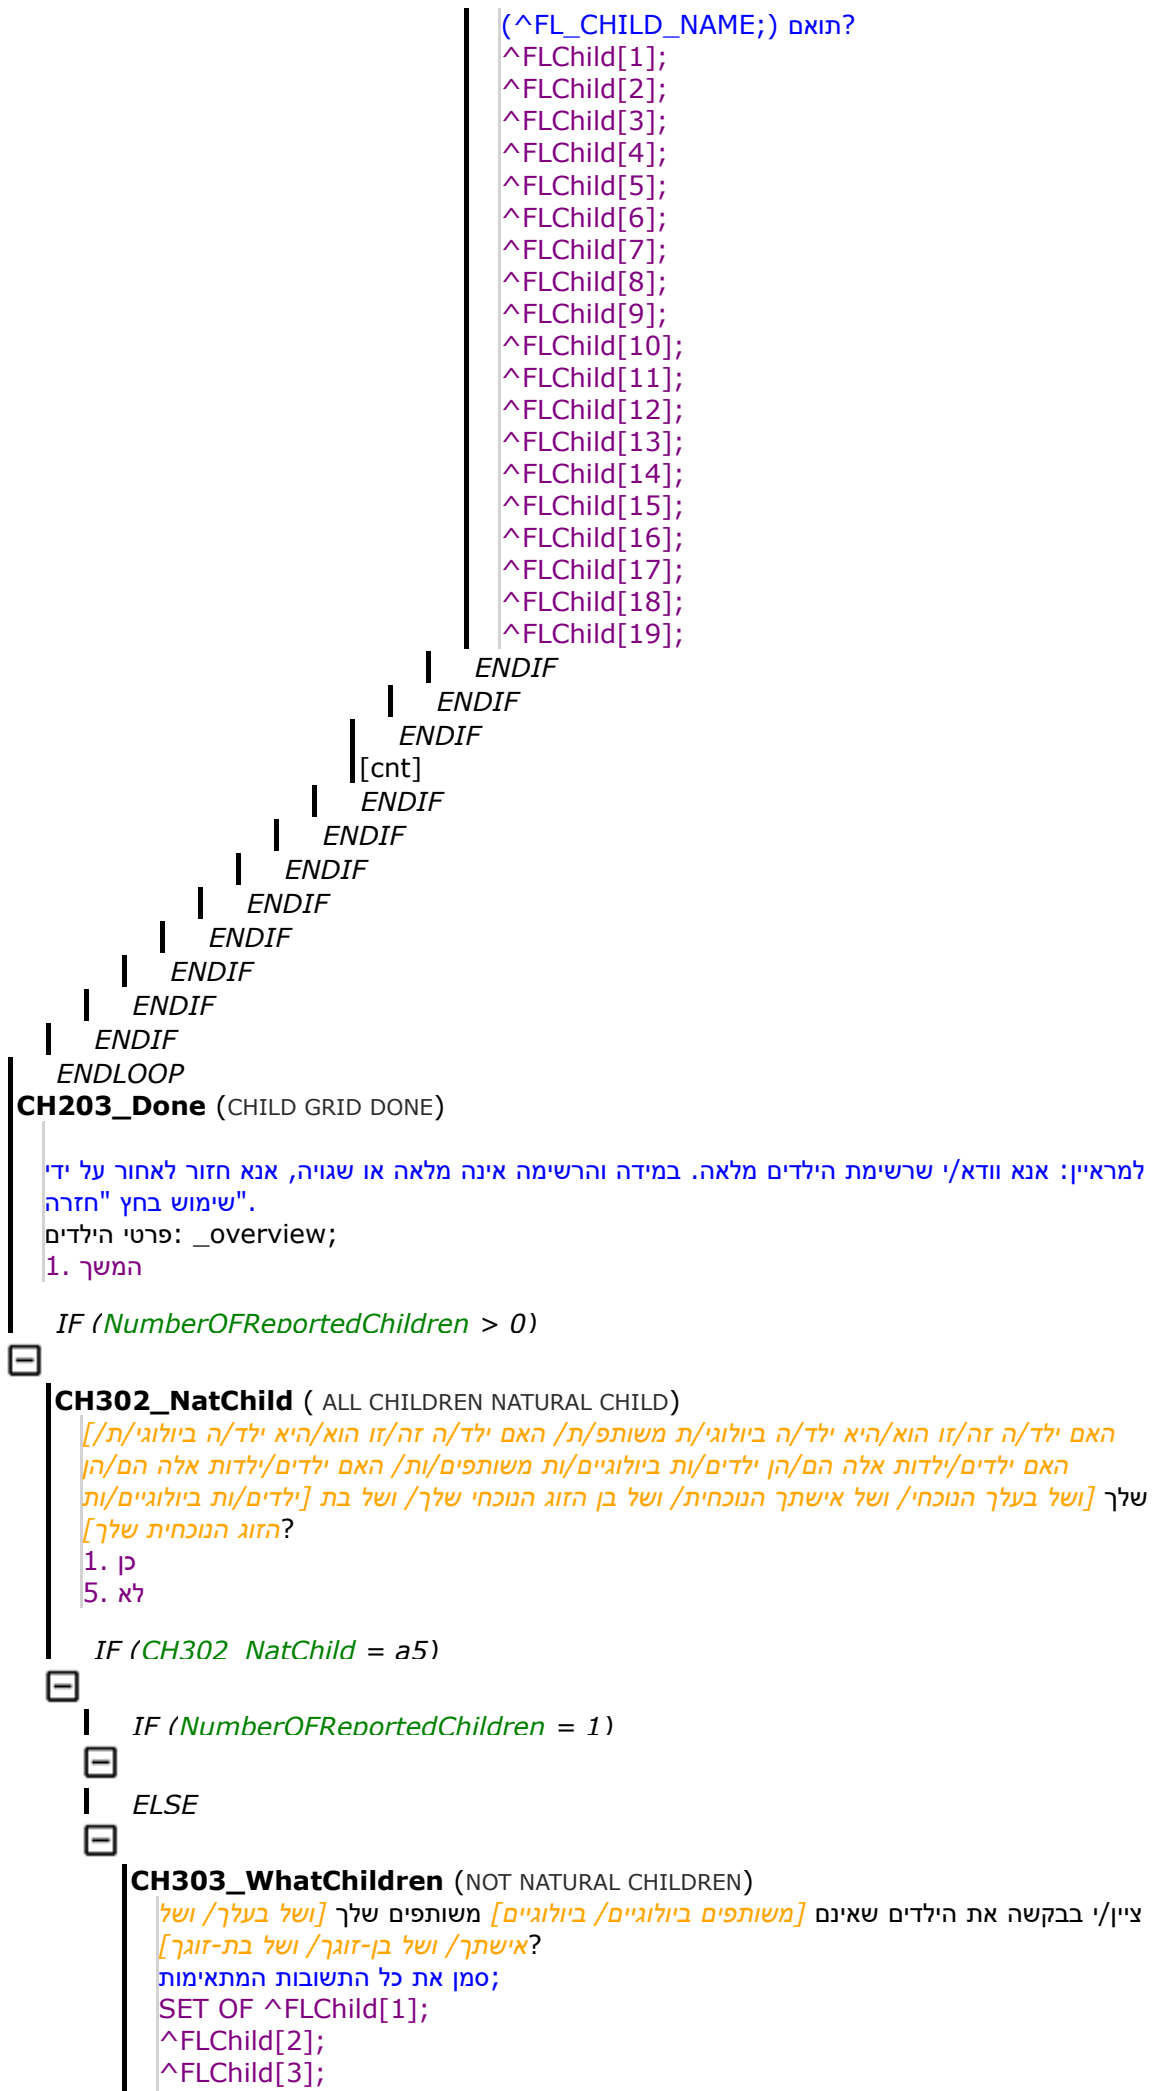 (^FL_CHILD_NAME;) תואם?
^FLChild[1];
^FLChild[2];
^FLChild[3];
^FLChild[4];
^FLChild[5];
^FLChild[6];
^FLChild[7];
^FLChild[8];
^FLChild[9];
^FLChild[10];
^FLChild[11];
^FLChild[12];
^FLChild[13];
^FLChild[14];
^FLChild[15];
^FLChild[16];
^FLChild[17];
^FLChild[18];
^FLChild[19];
ENDIF
ENDIF
ENDIF
[cnt]
ENDIF
ENDIF
ENDIF
ENDIF
ENDIF
ENDIF
ENDIF
ENDIF
ENDLOOP
CH203_Done (CHILD GRID DONE)
למראיין: אנא וודא/י שרשימת הילדים מלאה. במידה והרשימה אינה מלאה או שגויה, אנא חזור לאחור על ידי
שימוש בחץ "חזרה".
פרטי הילדים: _overview;
1. המשך
IF (NumberOFReportedChildren > 0)
CH302_NatChild ( ALL CHILDREN NATURAL CHILD)
[האם ילד/ה זה/זו הוא/היא ילד/ה ביולוגי/ת משותפ/ת/ האם ילד/ה זה/זו הוא/היא ילד/ה ביולוגי/ת/
האם ילדים/ילדות אלה הם/הן ילדים/ות ביולוגיים/ות משותפים/ות/ האם ילדים/ילדות אלה הם/הן
ילדים/ות ביולוגיים/ות] שלך [ושל בעלך הנוכחי/ ושל אישתך הנוכחית/ ושל בן הזוג הנוכחי שלך/ ושל בת
הזוג הנוכחית שלך]?
1. כן
5. לא
IF (CH302_NatChild = a5)
IF (NumberOFReportedChildren = 1)
ELSE
CH303_WhatChildren (NOT NATURAL CHILDREN)
ציין/י בבקשה את הילדים שאינם [משותפים ביולוגיים/ ביולוגיים] משותפים שלך [ושל בעלך/ ושל
אישתך/ ושל בן-זוגך/ ושל בת-זוגך]?
סמן את כל התשובות המתאימות;
SET OF ^FLChild[1];
^FLChild[2];
^FLChild[3];